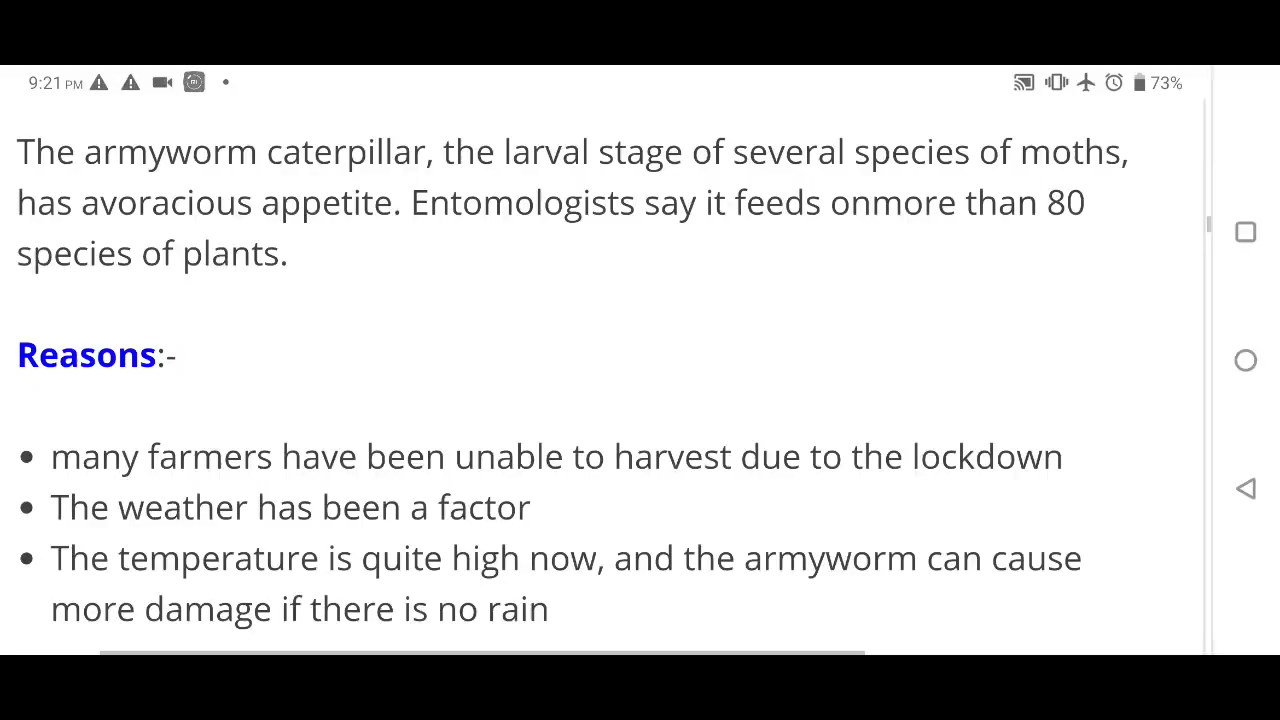 9:21 PM 73%
The armyworm caterpillar, the larval stage of several species of moths,
has avoracious appetite. Entomologists say it feeds onmore than 80
species of plants.
Reasons:-
• many farmers have been unable to harvest due to the lockdown
• The weather has been a factor
• The temperature is quite high now, and the armyworm can cause
more damage if there is no rain